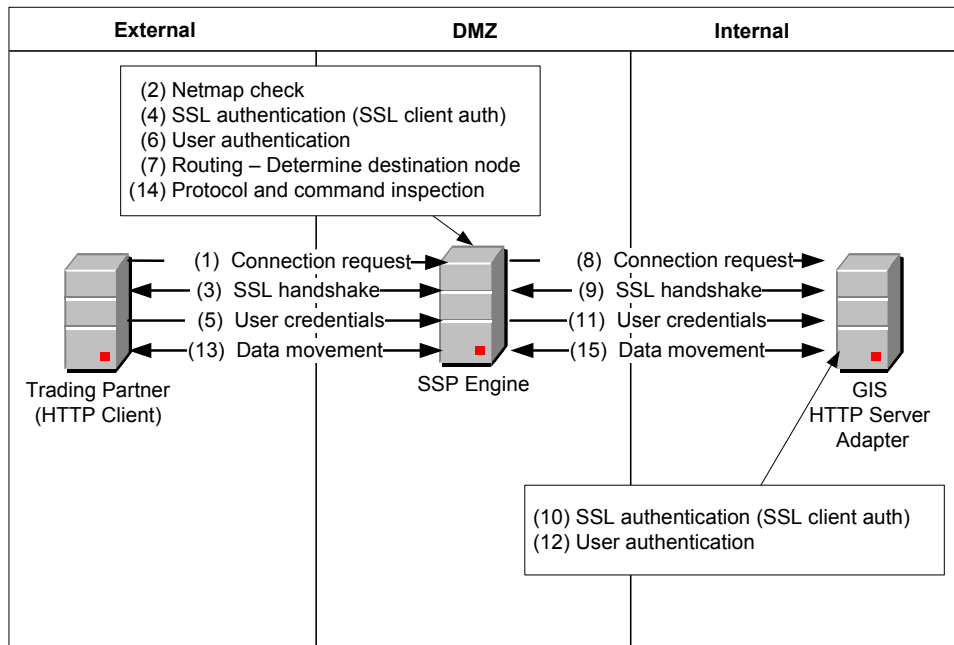 External
DMZ
Internal
(2) Netmap check
(4) SSL authentication (SSL client auth)
(6) User authentication
(7) Routing – Determine destination node
(14) Protocol and command inspection
(1) Connection request
(3) SSL handshake
(5) User credentials
(13) Data movement
(8) Connection request
(9) SSL handshake
(11) User credentials
(15) Data movement
Trading Partner
(HTTP Client)
SSP Engine
GIS
HTTP Server
Adapter
(10) SSL authentication (SSL client auth)
(12) User authentication